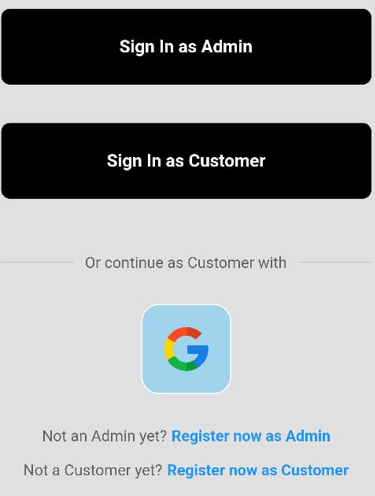 Sign In as Admin
Sign In as Customer
Or continue as Customer with
Not an Admin yet? Register now as Admin
Not a Customer yet? Register now as Customer